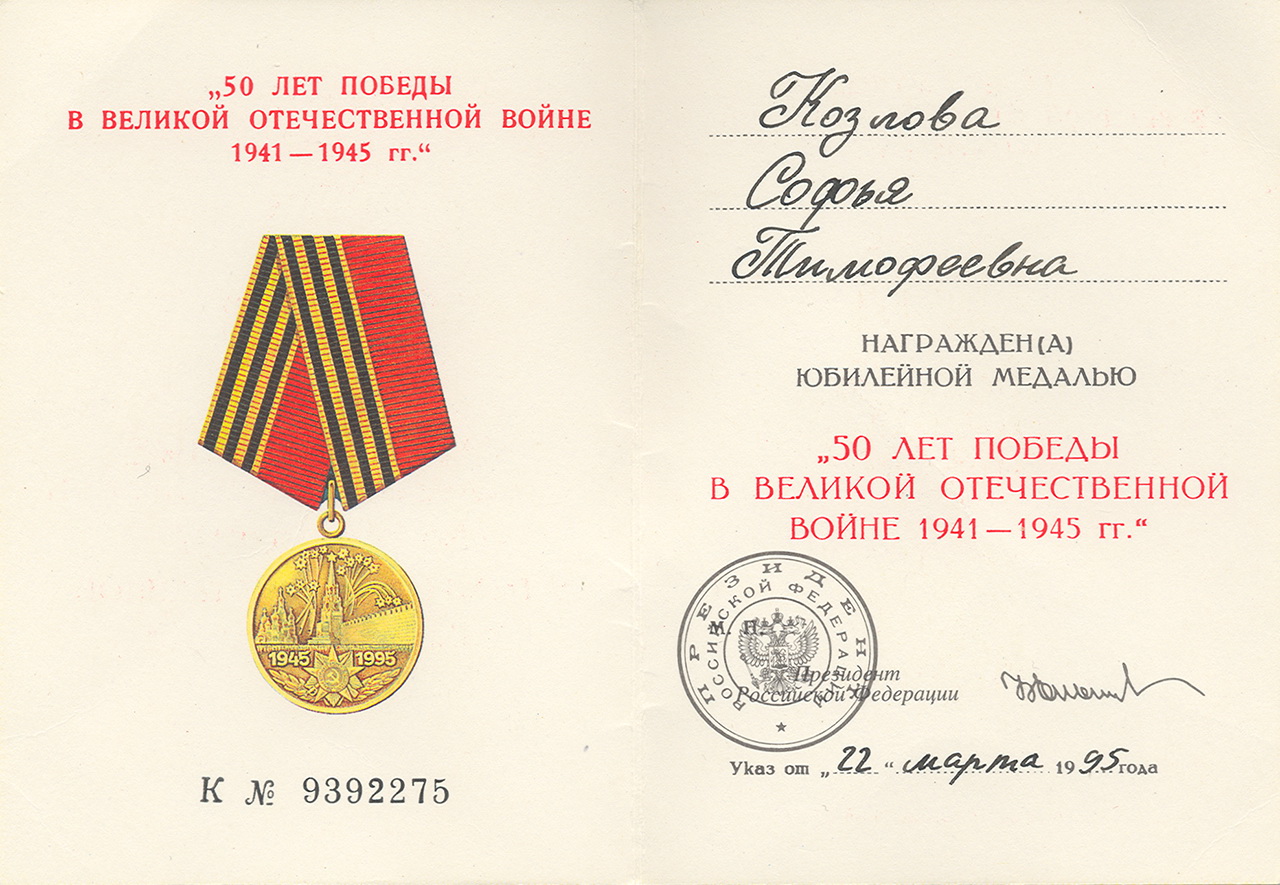 „50 ЛЕТ ПОБЕДЫ
В ВЕЛИКОЙ ОТЕЧЕСТВЕННОЙ ВОЙНЕ
1941 — 1945 гг.“
1945 1995
К № 9392275
Козлова
Софья
Тимофеевна
НАГРАЖДЕН(А)
ЮБИЛЕЙНОЙ МЕДАЛЬЮ
„50 ЛЕТ ПОБЕДЫ
В ВЕЛИКОЙ ОТЕЧЕСТВЕННОЙ
ВОЙНЕ 1941 — 1945 гг.“
ПРЕЗИДЕНТ
РОССИЙСКОЙ ФЕДЕРАЦИИ
М. П.
Президент
Российской Федерации
Указ от „22“ марта 1995 года